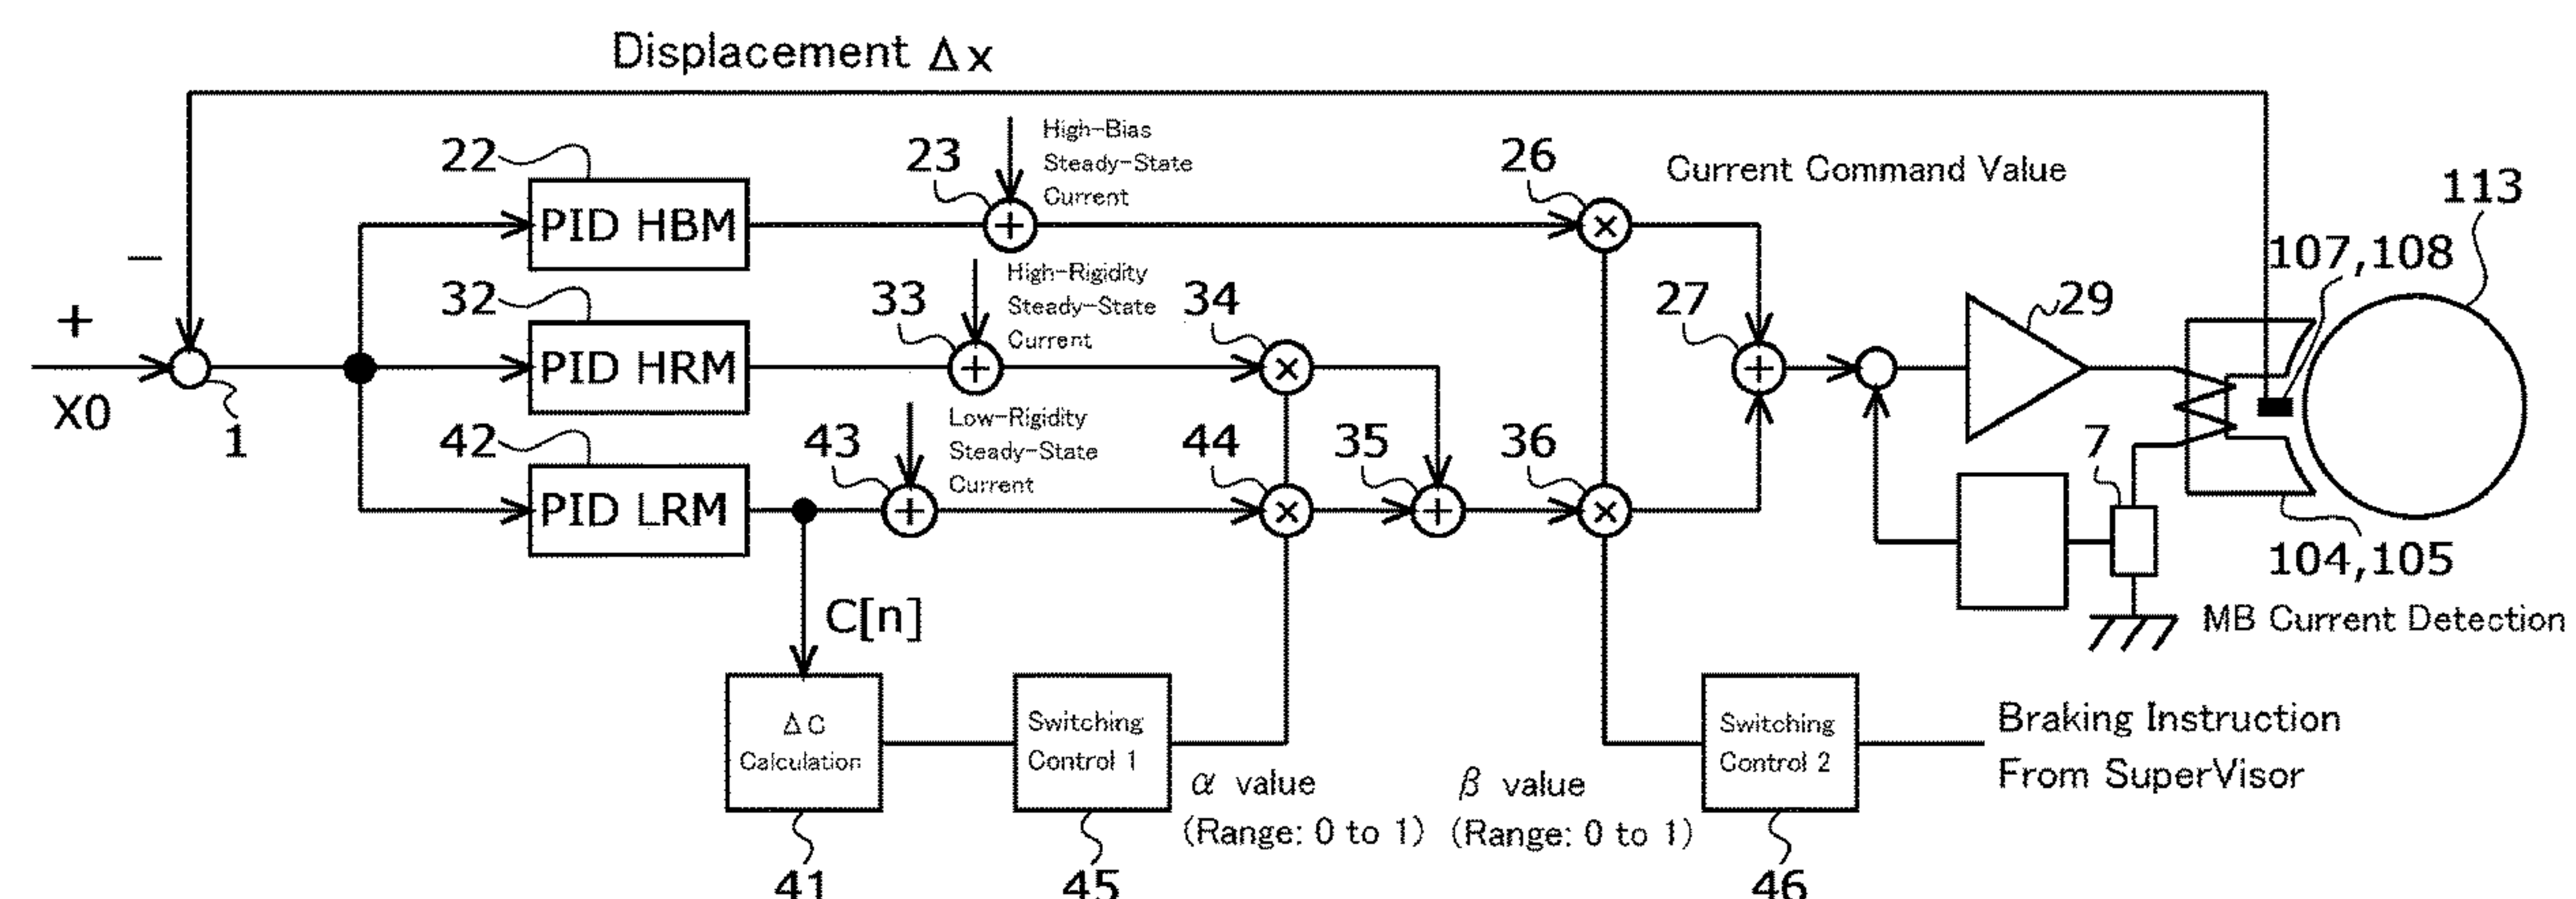 Displacement Δx
High-Bias
Steady-State
Current
22
23
26
Current Command Value
113
PID HBM
107,108
High-Rigidity
Steady-State
Current
−
32
33
34
27
29
+
PID HRM
X0
1
Low-Rigidity
Steady-State
Current
42
43
44
35
36
7
PID LRM
104,105
C[n]
MB Current Detection
ΔC
Calculation
Switching
Control 1
α value
(Range: 0 to 1)
β value
(Range: 0 to 1)
Switching
Control 2
Braking Instruction
From SuperVisor
41
45
46